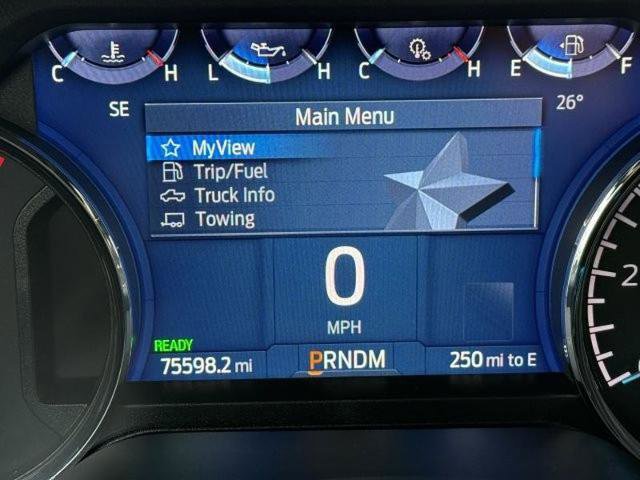 C H L H C H E F
SE 26°
Main Menu
MyView
Trip/Fuel
Truck Info
Towing
0
MPH
READY
75598.2 mi PRNDM 250 mi to E
2